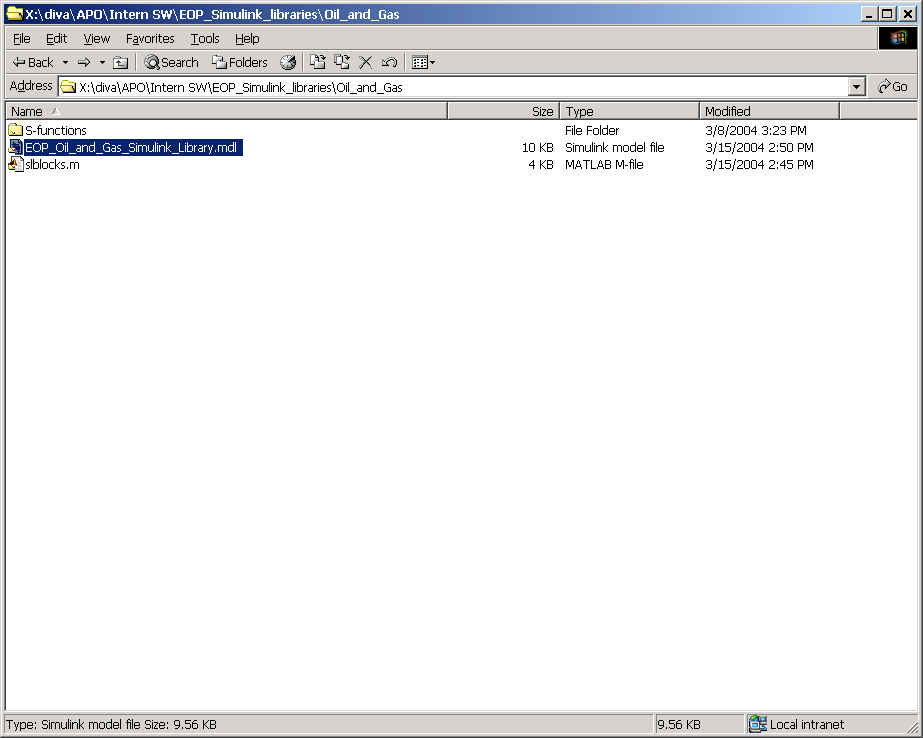 X:\diva\APO\Intern SW\EOP_Simulink_libraries\Oil_and_Gas
File Edit View Favorites Tools Help
Back Search Folders
Address X:\diva\APO\Intern SW\EOP_Simulink_libraries\Oil_and_Gas Go
Name Size Type Modified
S-functions File Folder 3/8/2004 3:23 PM
EOP_Oil_and_Gas_Simulink_Library.mdl 10 KB Simulink model file 3/15/2004 2:50 PM
slblocks.m 4 KB MATLAB M-file 3/15/2004 2:45 PM
Type: Simulink model file Size: 9.56 KB 9.56 KB Local intranet